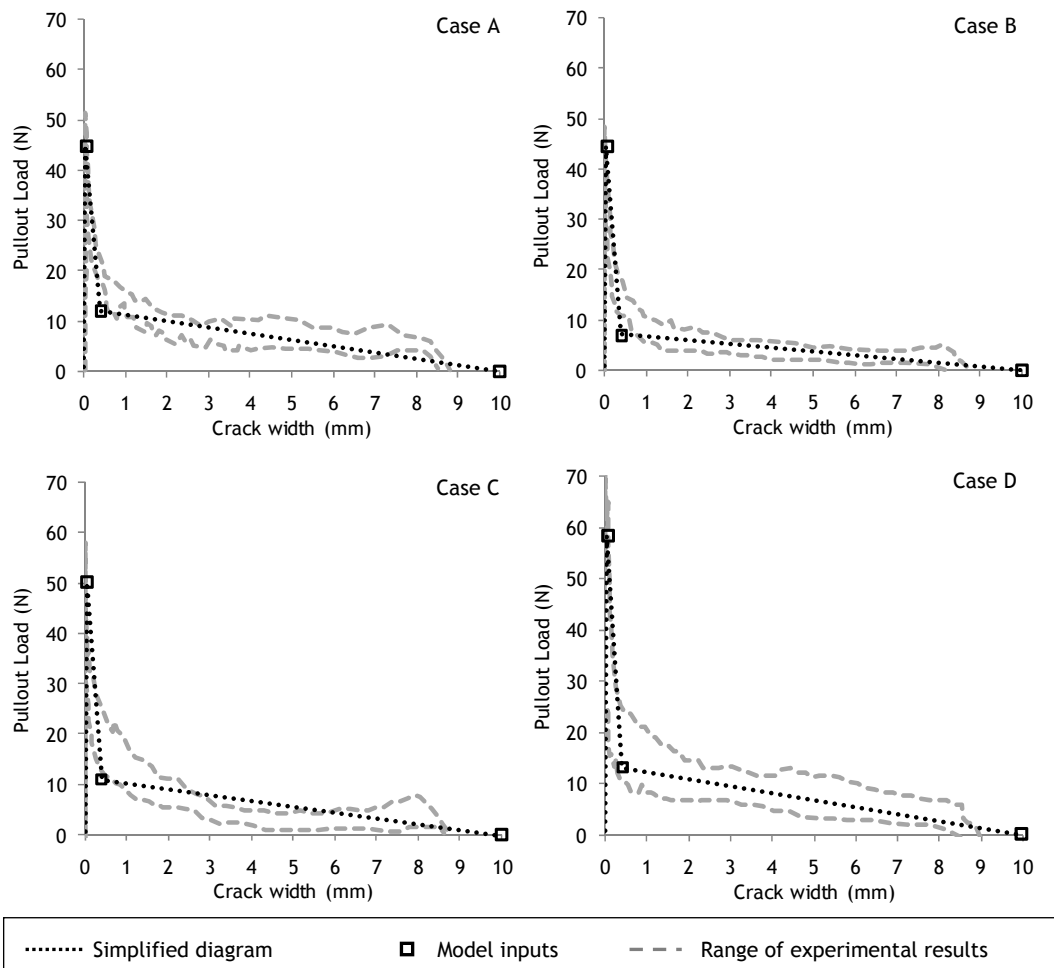 Case A
Pullout Load (N)
70
60
50
40
30
20
10
0
0 1 2 3 4 5 6 7 8 9 10
Crack width (mm)
Case B
Pullout Load (N)
70
60
50
40
30
20
10
0
0 1 2 3 4 5 6 7 8 9 10
Crack width (mm)
Case C
Pullout Load (N)
70
60
50
40
30
20
10
0
0 1 2 3 4 5 6 7 8 9 10
Crack width (mm)
Case D
Pullout Load (N)
70
60
50
40
30
20
10
0
0 1 2 3 4 5 6 7 8 9 10
Crack width (mm)
Simplified diagram
Model inputs
Range of experimental results